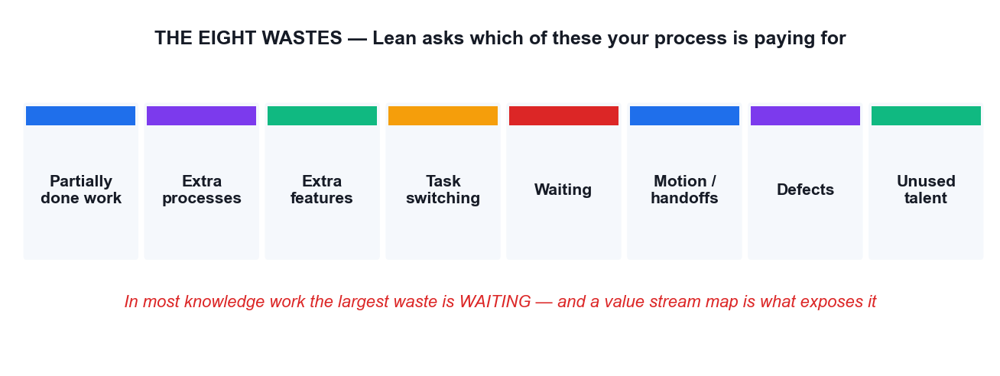 THE EIGHT WASTES — Lean asks which of these your process is paying for
Partially
done work
Extra
processes
Extra
features
Task
switching
Waiting
Motion /
handoffs
Defects
Unused
talent
In most knowledge work the largest waste is WAITING — and a value stream map is what exposes it